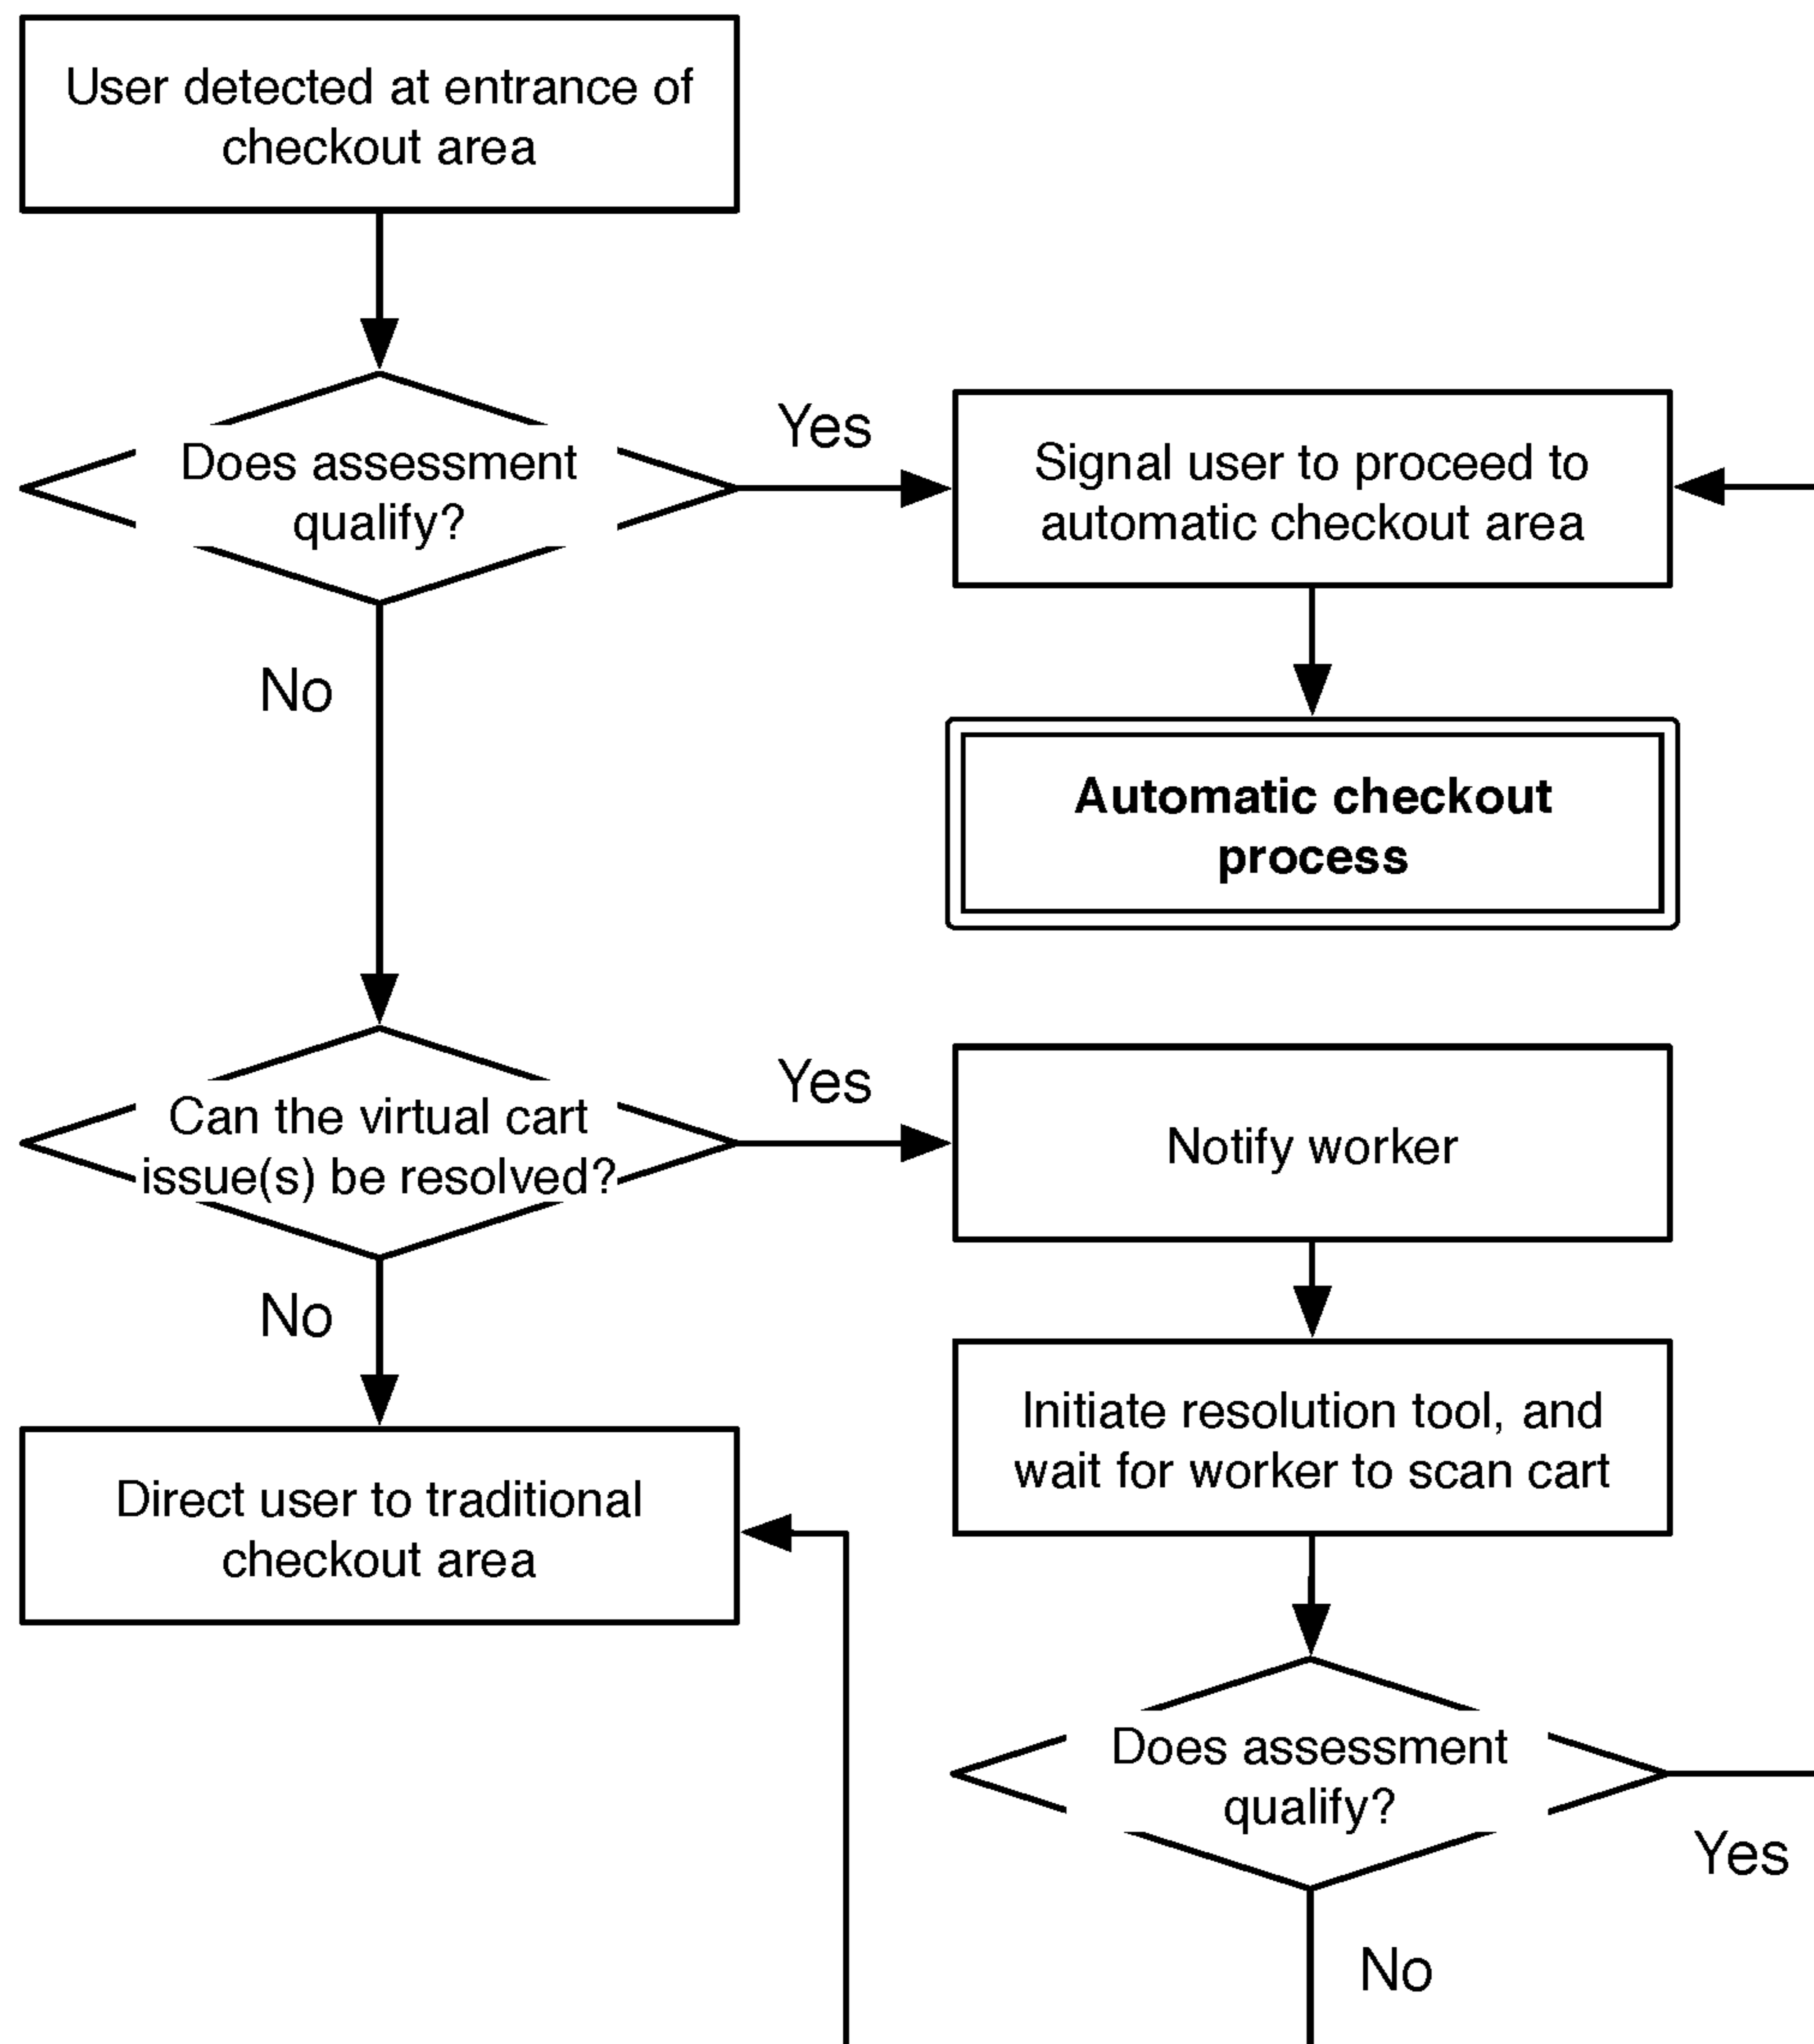 User detected at entrance of
checkout area
Does assessment
qualify?
Yes
Signal user to proceed to
automatic checkout area
No
Automatic checkout
process
Can the virtual cart
issue(s) be resolved?
Yes
Notify worker
No
Initiate resolution tool, and
wait for worker to scan cart
Direct user to traditional
checkout area
Does assessment
qualify?
Yes
No